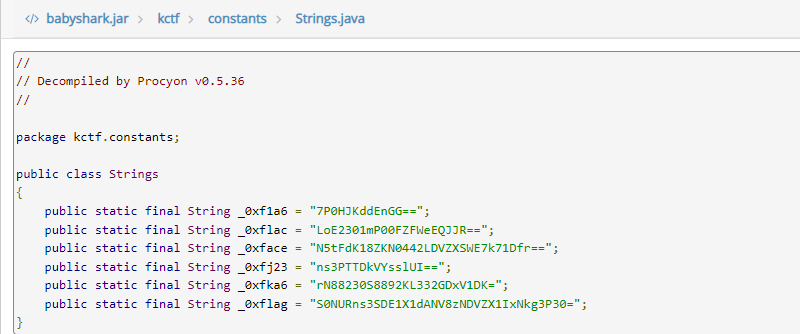 </> babyshark.jar > kctf > constants > Strings.java
//
// Decompiled by Procyon v0.5.36
//
package kctf.constants;
public class Strings
{
public static final String _0xf1a6 = "7P0HJKddEnGG==";
public static final String _0xflac = "LoE2301mP00FZFWeEQJJR==";
public static final String _0xface = "N5tFdK18ZKN0442LDVZXSWE7k71Dfr==";
public static final String _0xfj23 = "ns3PTTDkVYsslUI==";
public static final String _0xfka6 = "rN88230S8892KL332GDxV1DK=";
public static final String _0xflag = "S0NURns3SDE1X1dANV8zNDVZX1IxNkg3P30=";
}